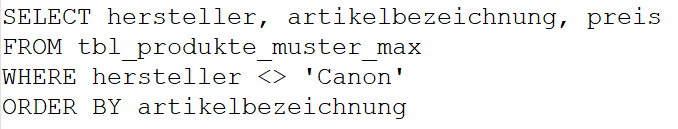 SELECT hersteller, artikelbezeichnung, preis
FROM tbl_produkte_muster_max
WHERE hersteller <> 'Canon'
ORDER BY artikelbezeichnung